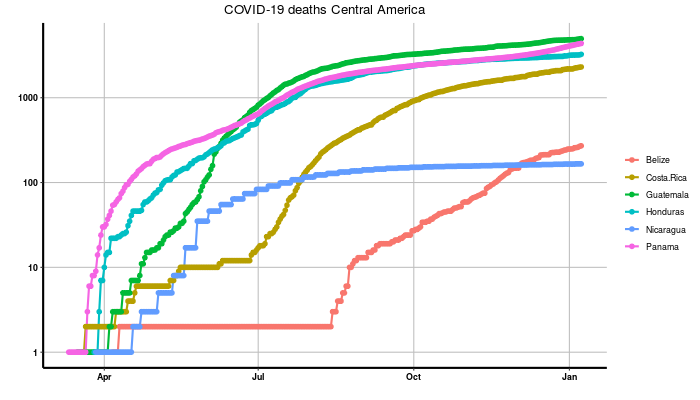 COVID-19 deaths Central America
1000
100
10
1
Apr
Jul
Oct
Jan
Belize
Costa.Rica
Guatemala
Honduras
Nicaragua
Panama